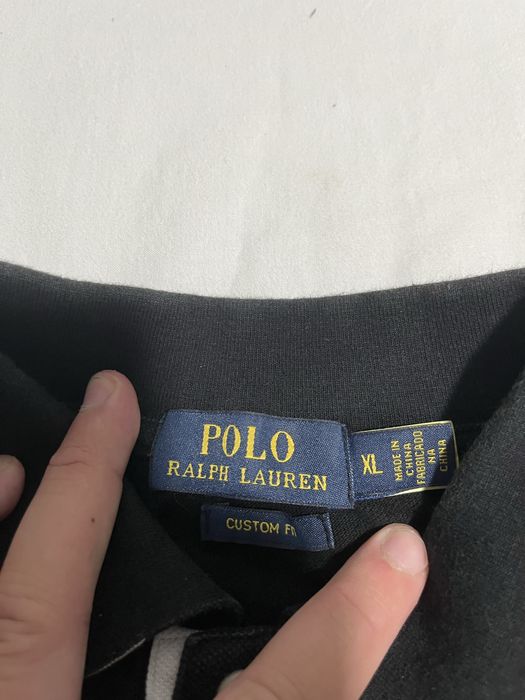 POLO
RALPH LAUREN
XL
MADE IN
CHINA
FABRICADO
NA
CHINA
CUSTOM FIT